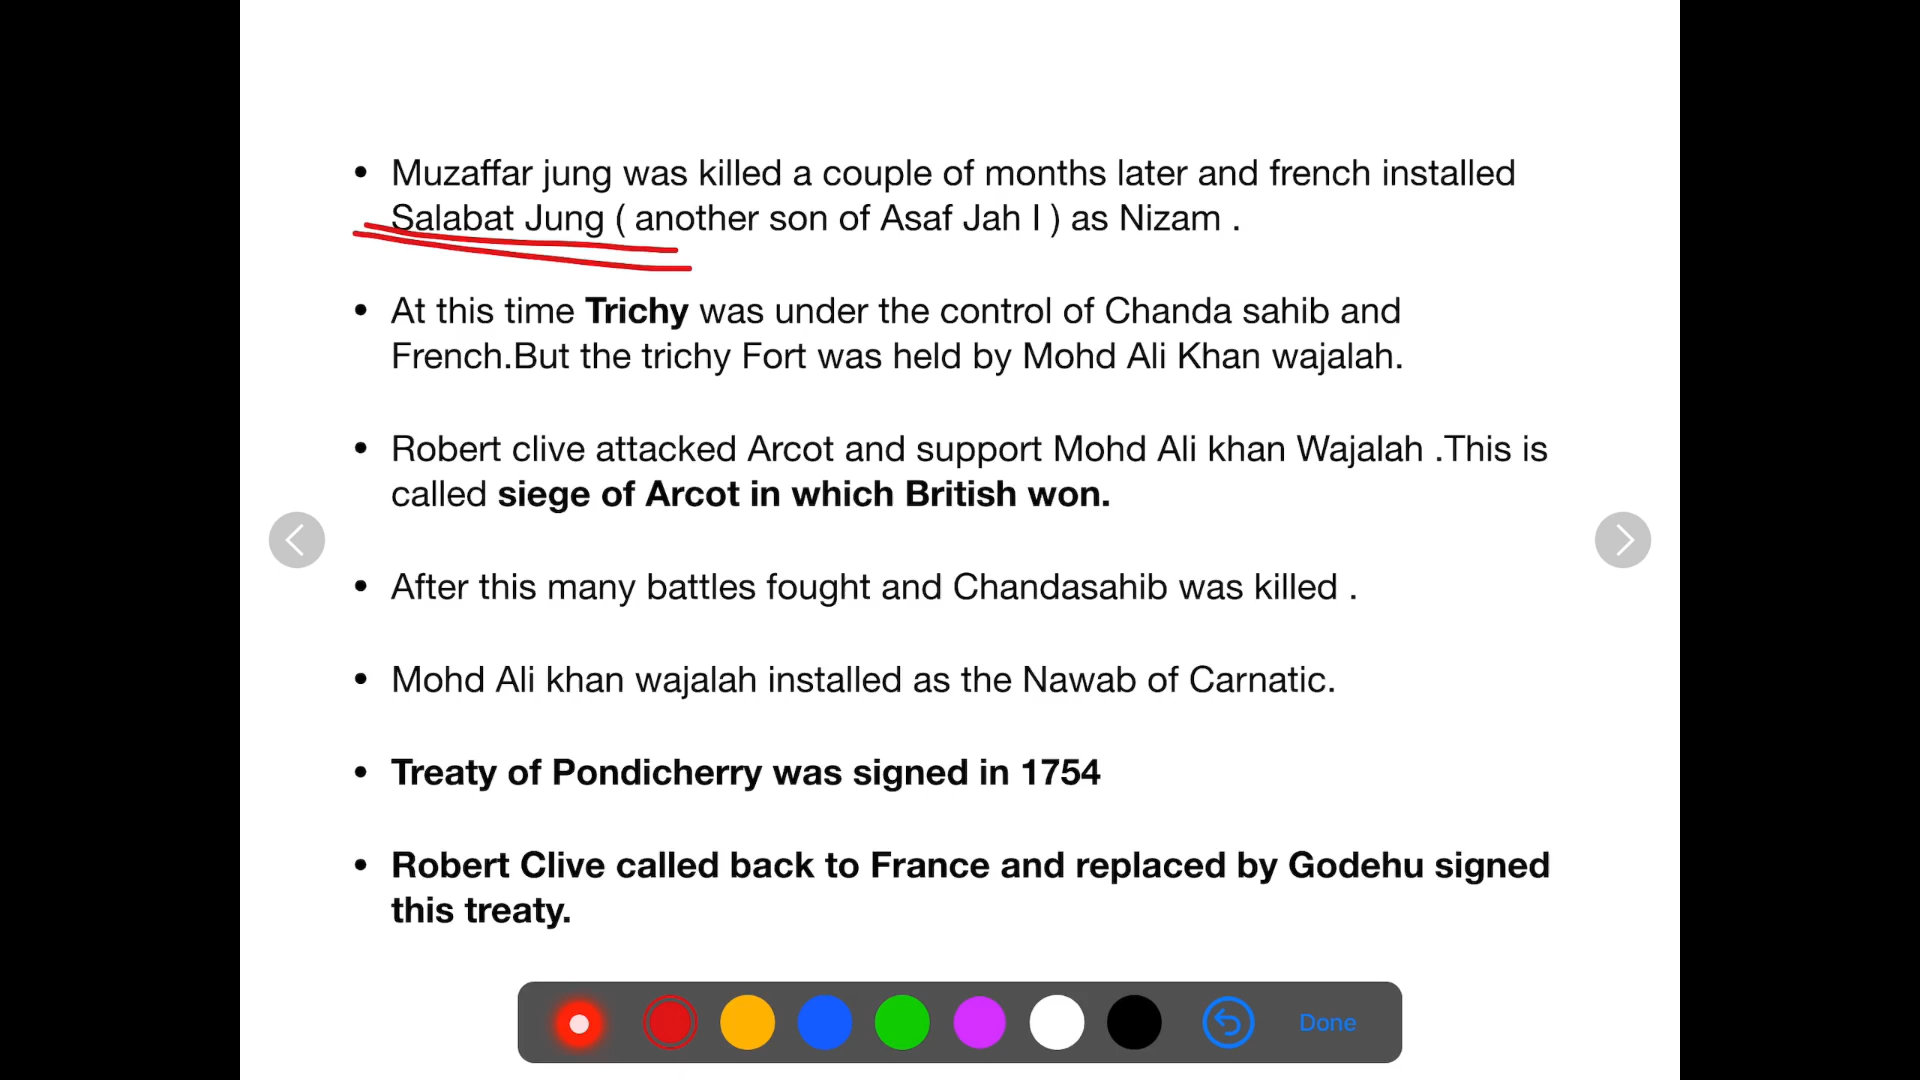 • Muzaffar jung was killed a couple of months later and french installed
Salabat Jung ( another son of Asaf Jah I ) as Nizam .
• At this time Trichy was under the control of Chanda sahib and
French.But the trichy Fort was held by Mohd Ali Khan wajalah.
• Robert clive attacked Arcot and support Mohd Ali khan Wajalah .This is
called siege of Arcot in which British won.
• After this many battles fought and Chandasahib was killed .
• Mohd Ali khan wajalah installed as the Nawab of Carnatic.
• Treaty of Pondicherry was signed in 1754
• Robert Clive called back to France and replaced by Godehu signed
this treaty.
Done